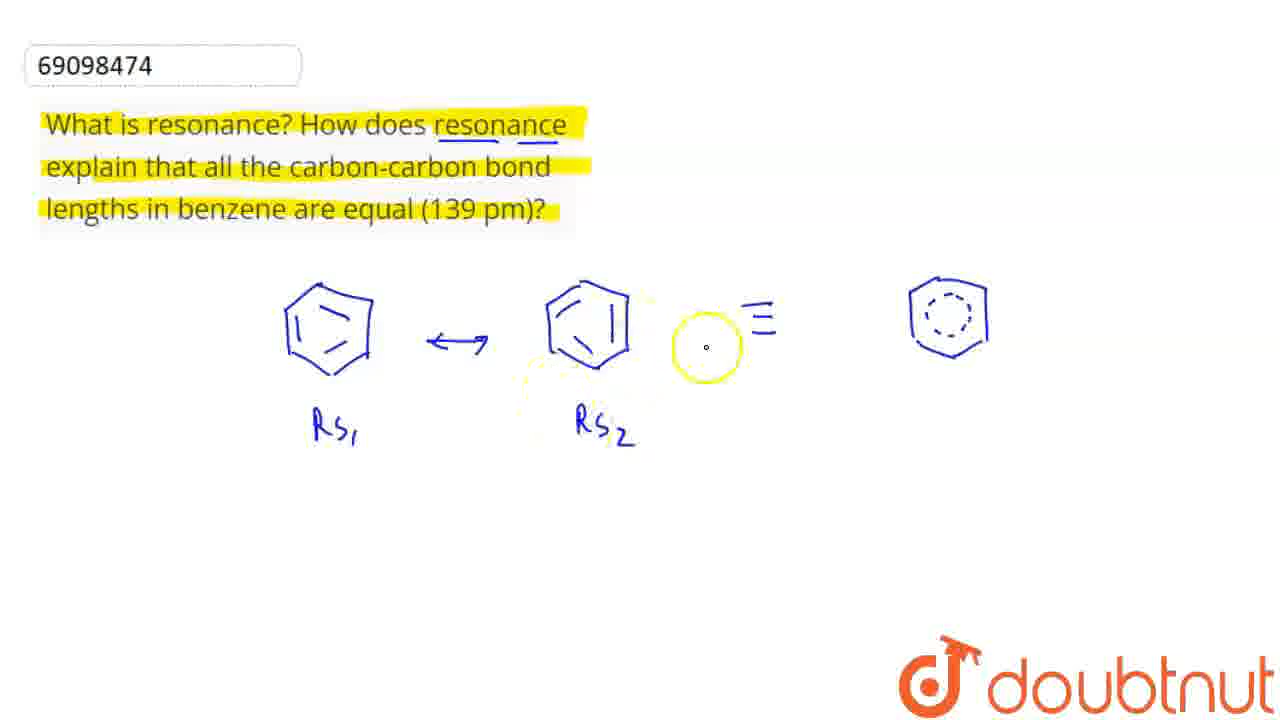 69098474
What is resonance? How does resonance
explain that all the carbon-carbon bond
lengths in benzene are equal (139 pm)?
RS1
RS2
doubtnut